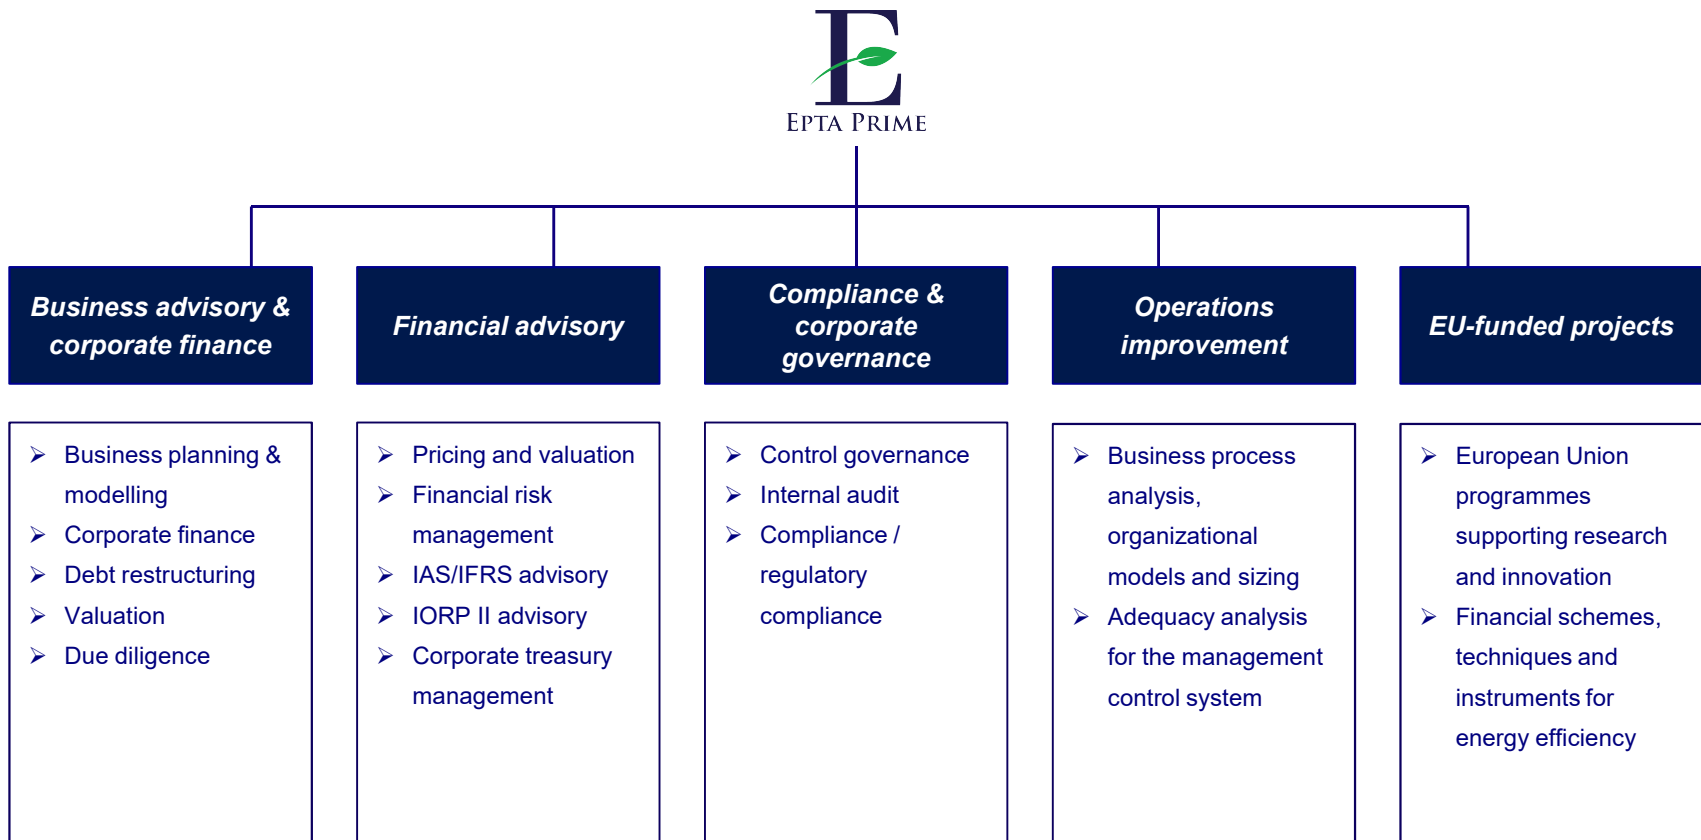 E
EPTA PRIME
Business advisory &
corporate finance
Business planning &
modelling
Corporate finance
Debt restructuring
Valuation
Due diligence
Financial advisory
Pricing and valuation
Financial risk
management
IAS/IFRS advisory
IORP II advisory
Corporate treasury
management
Compliance &
corporate
governance
Control governance
Internal audit
Compliance /
regulatory
compliance
Operations
improvement
Business process
analysis,
organizational
models and sizing
Adequacy analysis
for the management
control system
EU-funded projects
European Union
programmes
supporting research
and innovation
Financial schemes,
techniques and
instruments for
energy efficiency